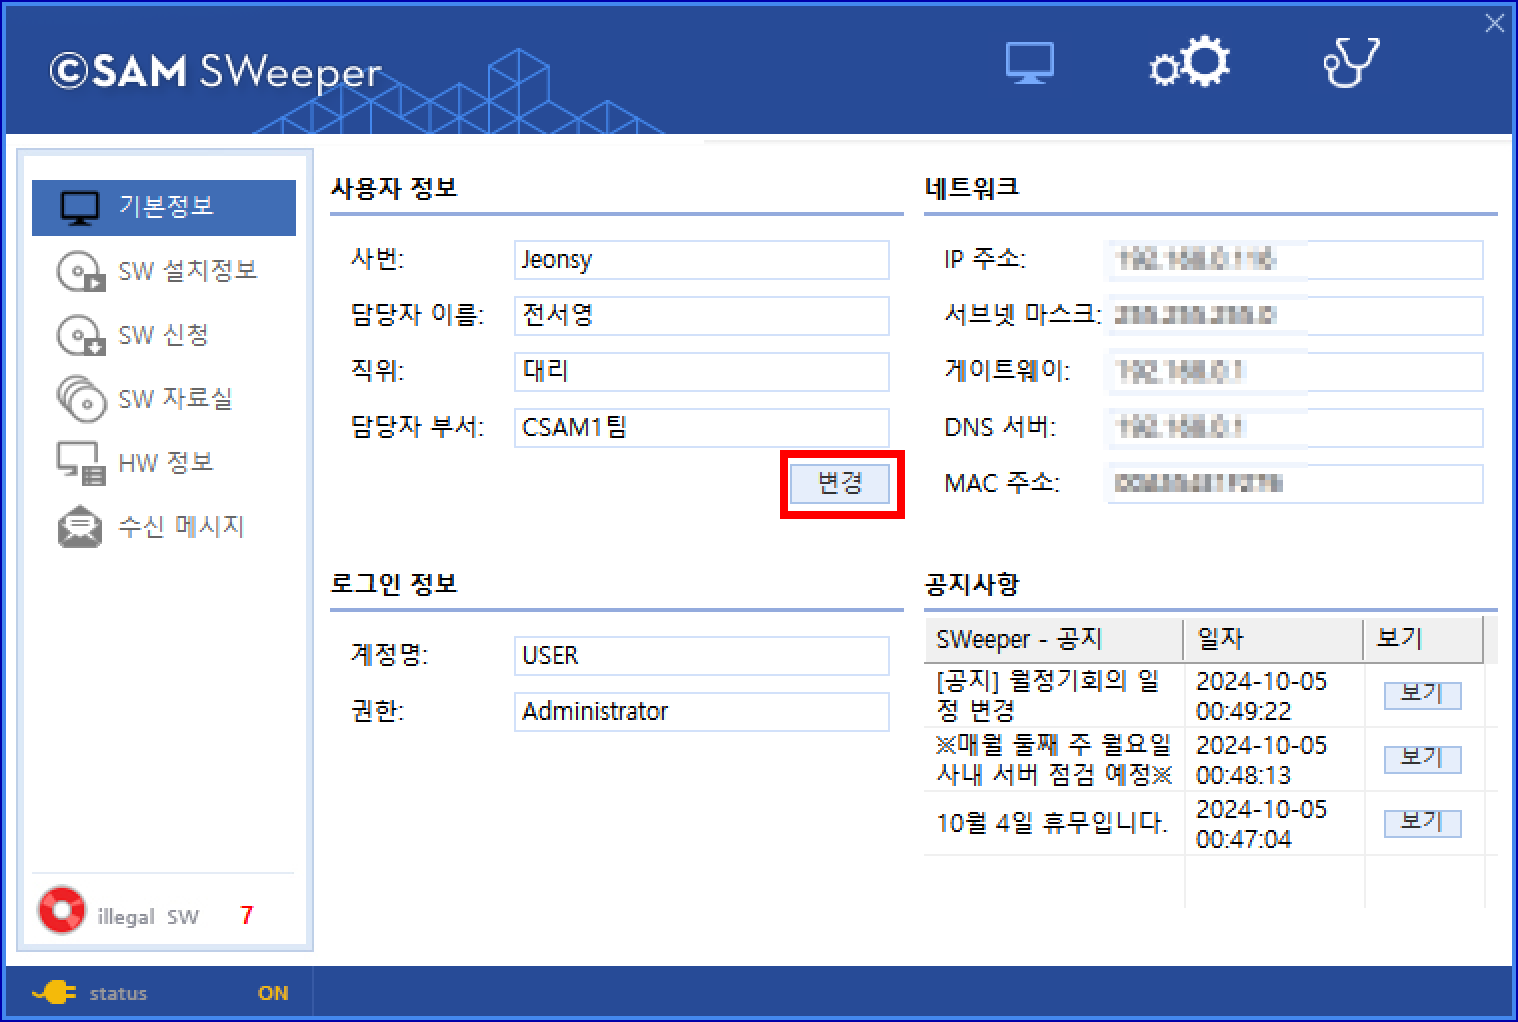 ©SAM SWeeper
기본정보
SW 설치정보
SW 신청
SW 자료실
HW 정보
수신 메시지
illegal SW 7
사용자 정보
사번: Jeonsy
담당자 이름: 전서영
직위: 대리
담당자 부서: CSAM1팀
변경
네트워크
IP 주소:
서브넷 마스크:
게이트웨이:
DNS 서버:
MAC 주소:
로그인 정보
계정명: USER
권한: Administrator
공지사항
SWeeper - 공지 일자 보기
[공지] 월정기회의 일
정 변경
2024-10-05
00:49:22
보기
※매월 둘째 주 월요일
사내 서버 점검 예정※
2024-10-05
00:48:13
보기
10월 4일 휴무입니다.
2024-10-05
00:47:04
보기
status ON